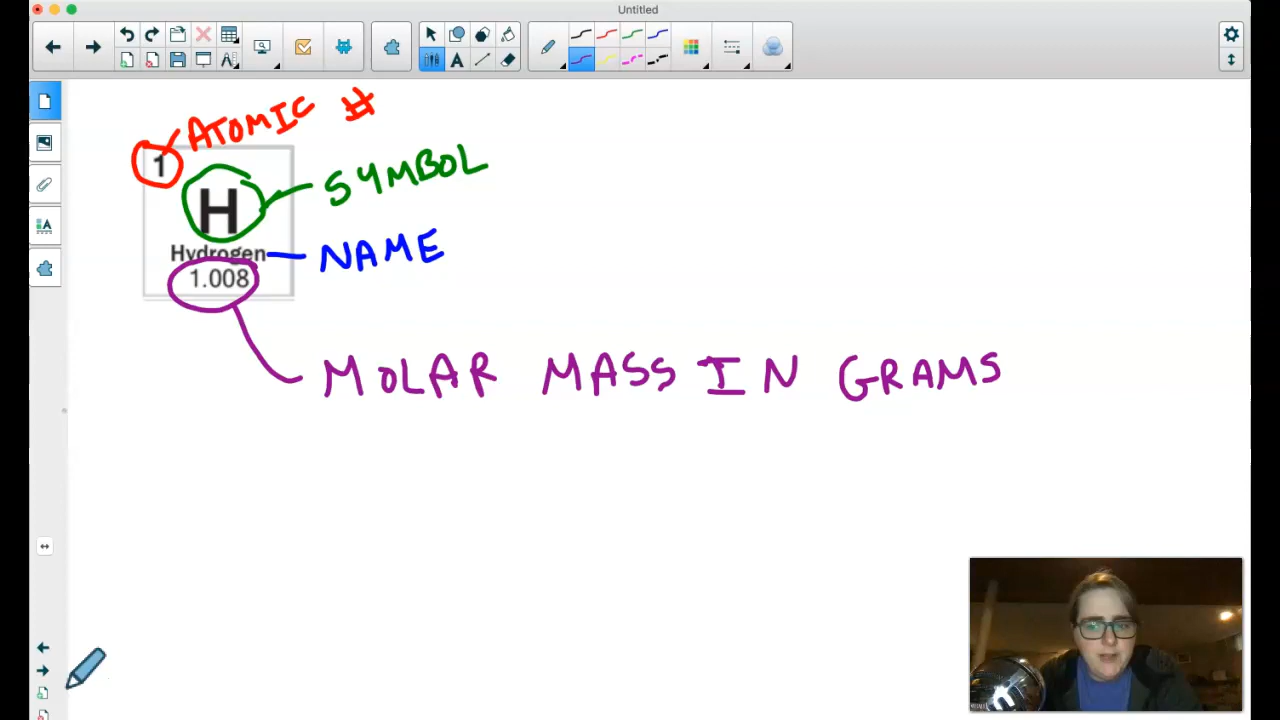 Untitled
ATOMIC #
1
H
SYMBOL
Hydrogen
NAME
1.008
MOLAR MASS IN GRAMS